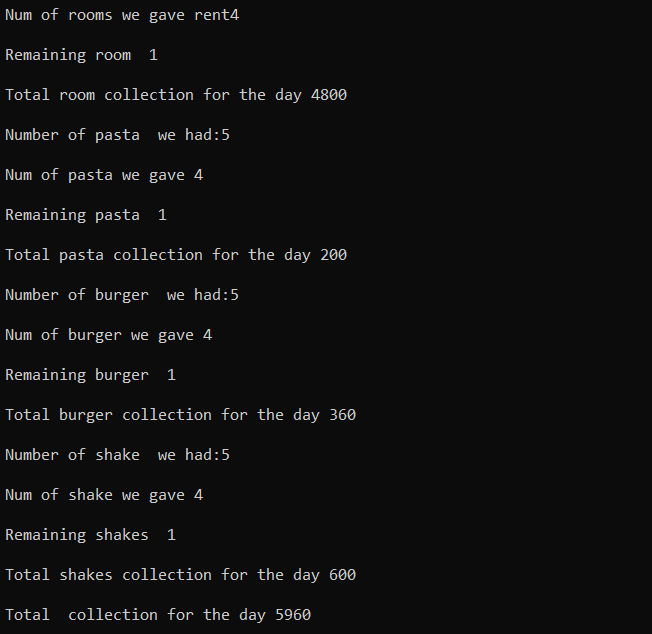 Num of rooms we gave rent4
Remaining room  1
Total room collection for the day 4800
Number of pasta  we had:5
Num of pasta we gave 4
Remaining pasta  1
Total pasta collection for the day 200
Number of burger  we had:5
Num of burger we gave 4
Remaining burger  1
Total burger collection for the day 360
Number of shake  we had:5
Num of shake we gave 4
Remaining shakes  1
Total shakes collection for the day 600
Total  collection for the day 5960